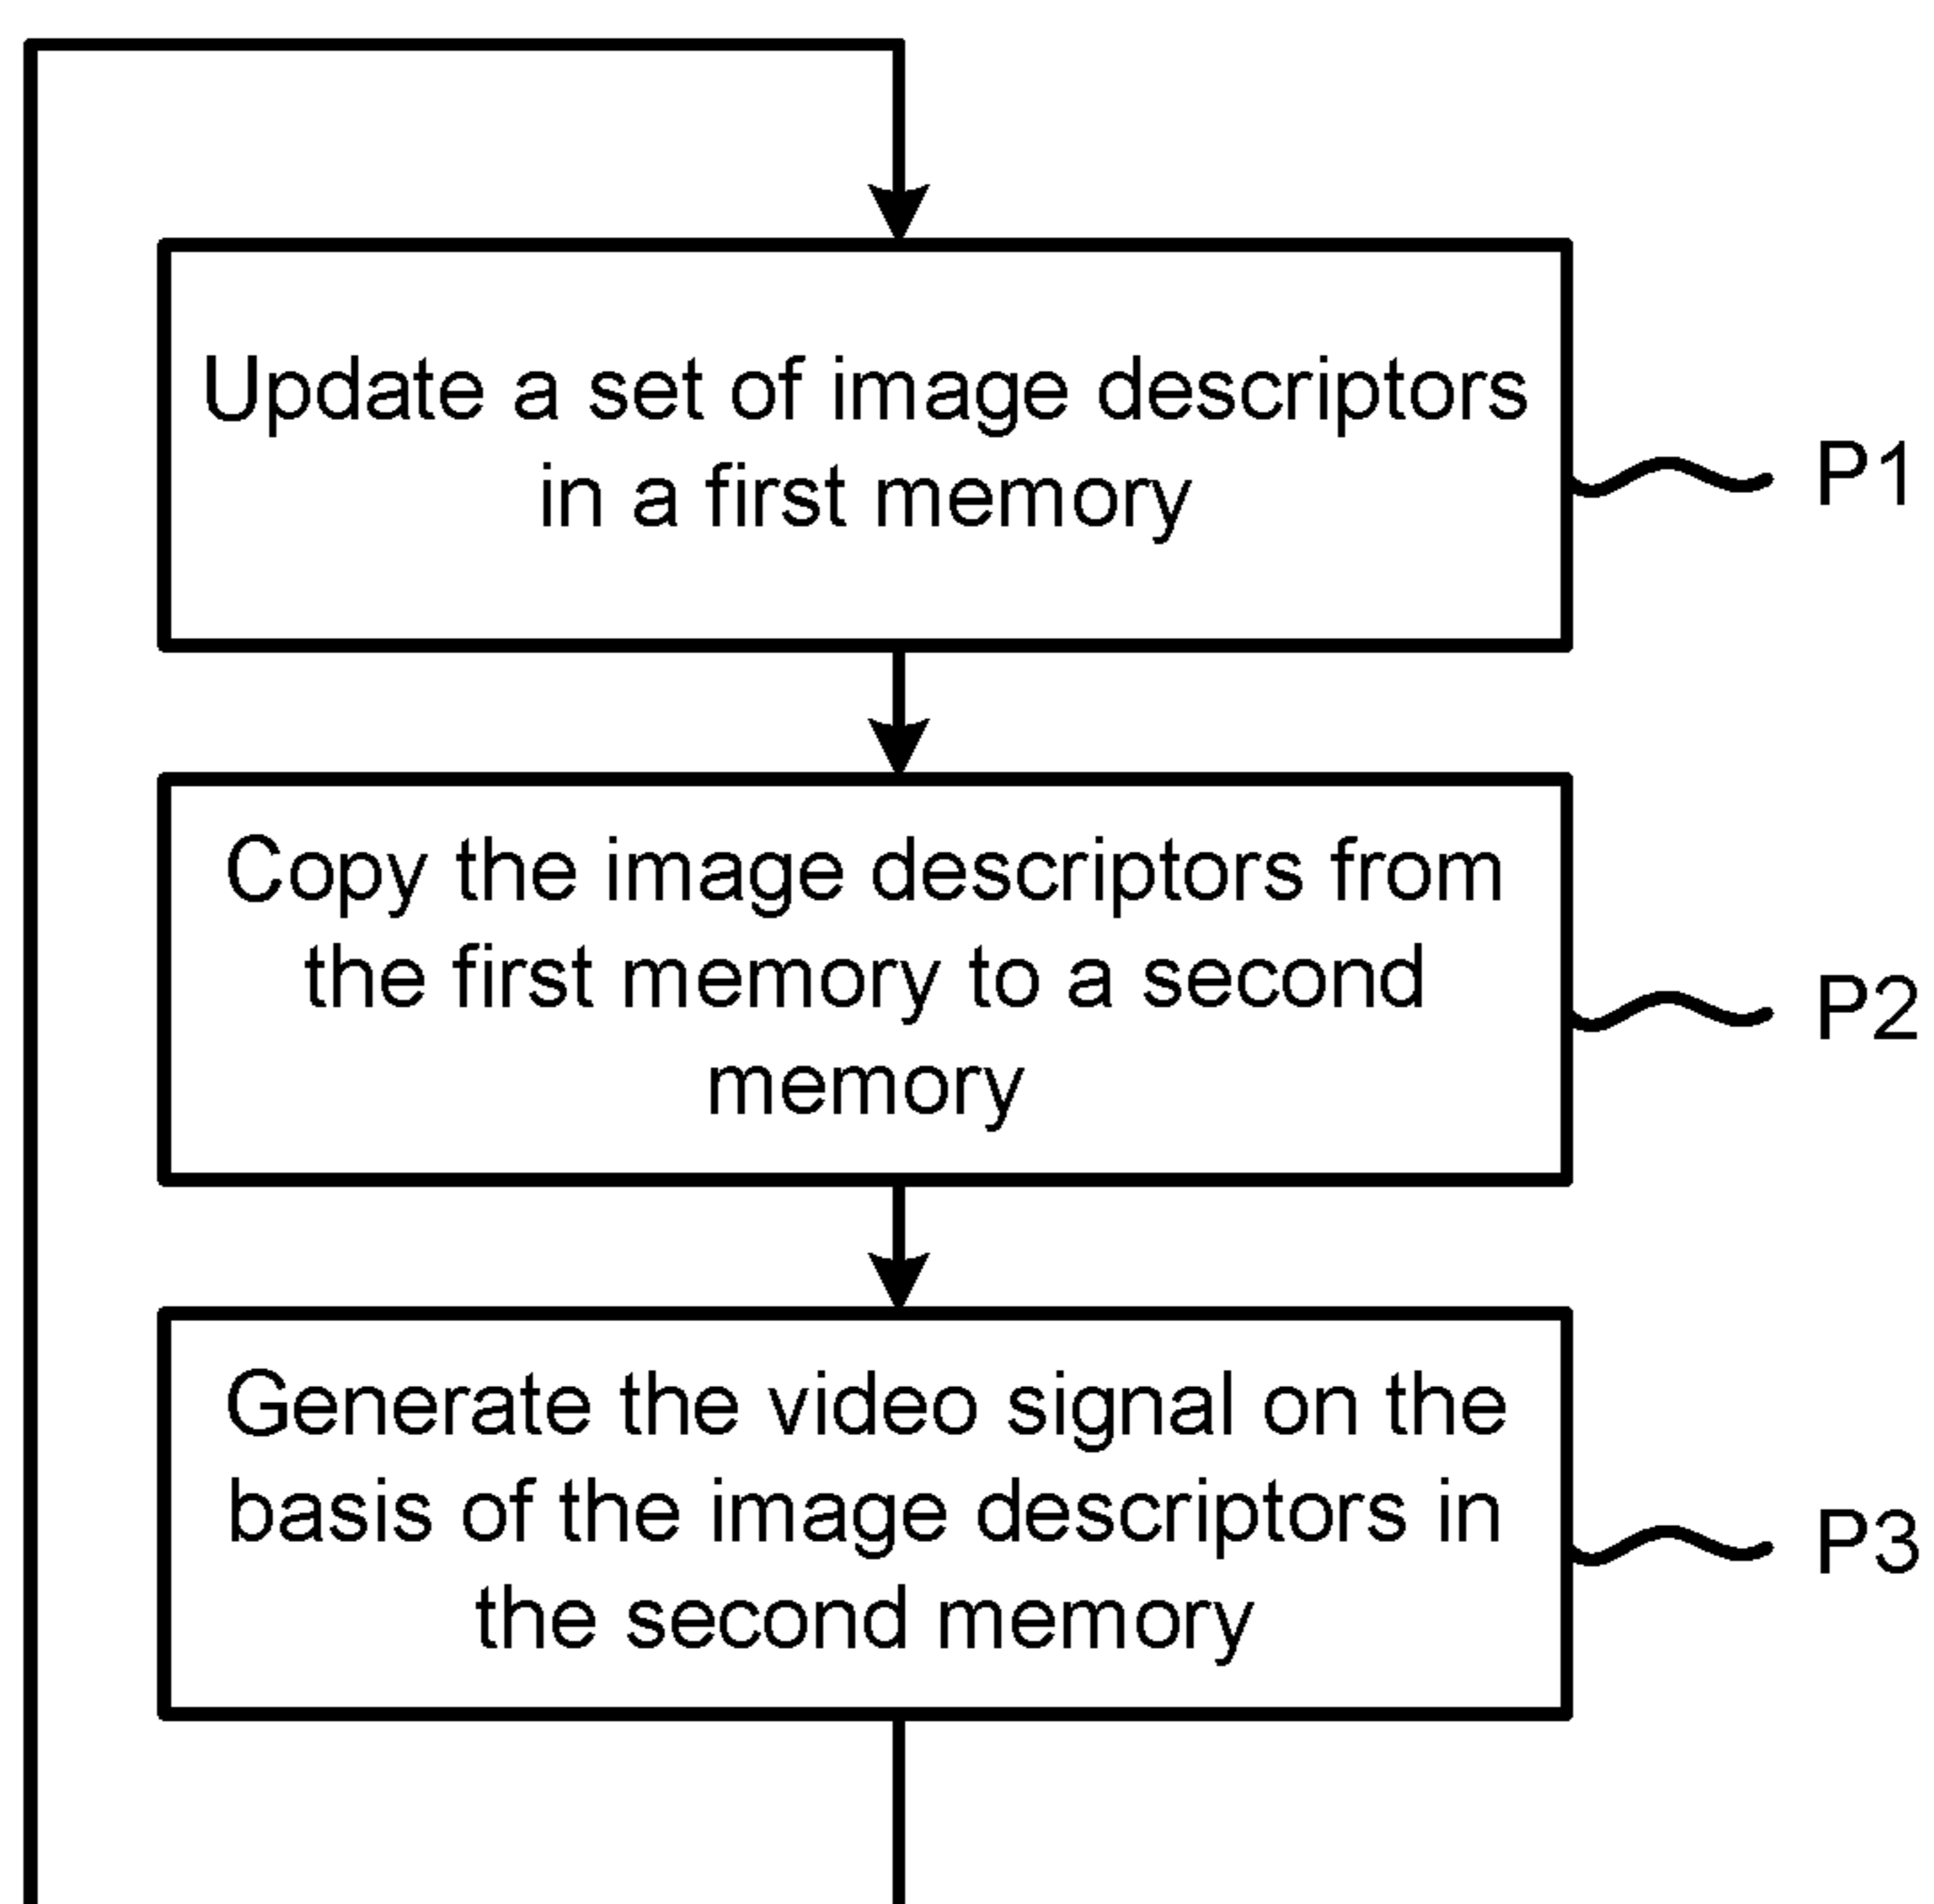 Update a set of image descriptors
in a first memory
P1
Copy the image descriptors from
the first memory to a second
memory
P2
Generate the video signal on the
basis of the image descriptors in
the second memory
P3